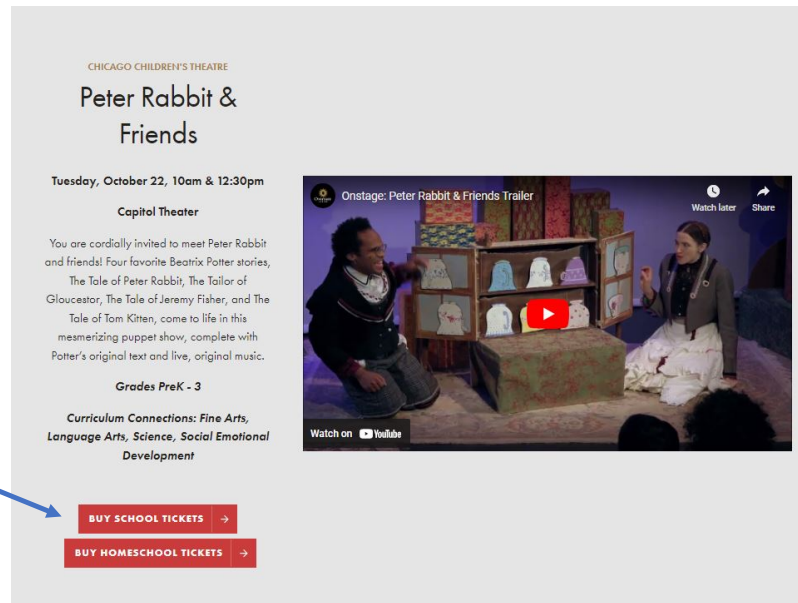 CHICAGO CHILDREN'S THEATRE
Peter Rabbit &
Friends
Tuesday, October 22, 10am & 12:30pm
Capitol Theater
You are cordially invited to meet Peter Rabbit
and friends! Four favorite Beatrix Potter stories,
The Tale of Peter Rabbit, The Tailor of
Gloucestor, The Tale of Jeremy Fisher, and The
Tale of Tom Kitten, come to life in this
mesmerizing puppet show, complete with
Potter's original text and live, original music.
Grades PreK - 3
Curriculum Connections: Fine Arts,
Language Arts, Science, Social Emotional
Development
BUY SCHOOL TICKETS →
BUY HOMESCHOOL TICKETS →
Onstage: Peter Rabbit & Friends Trailer
Watch later
Share
Watch on YouTube